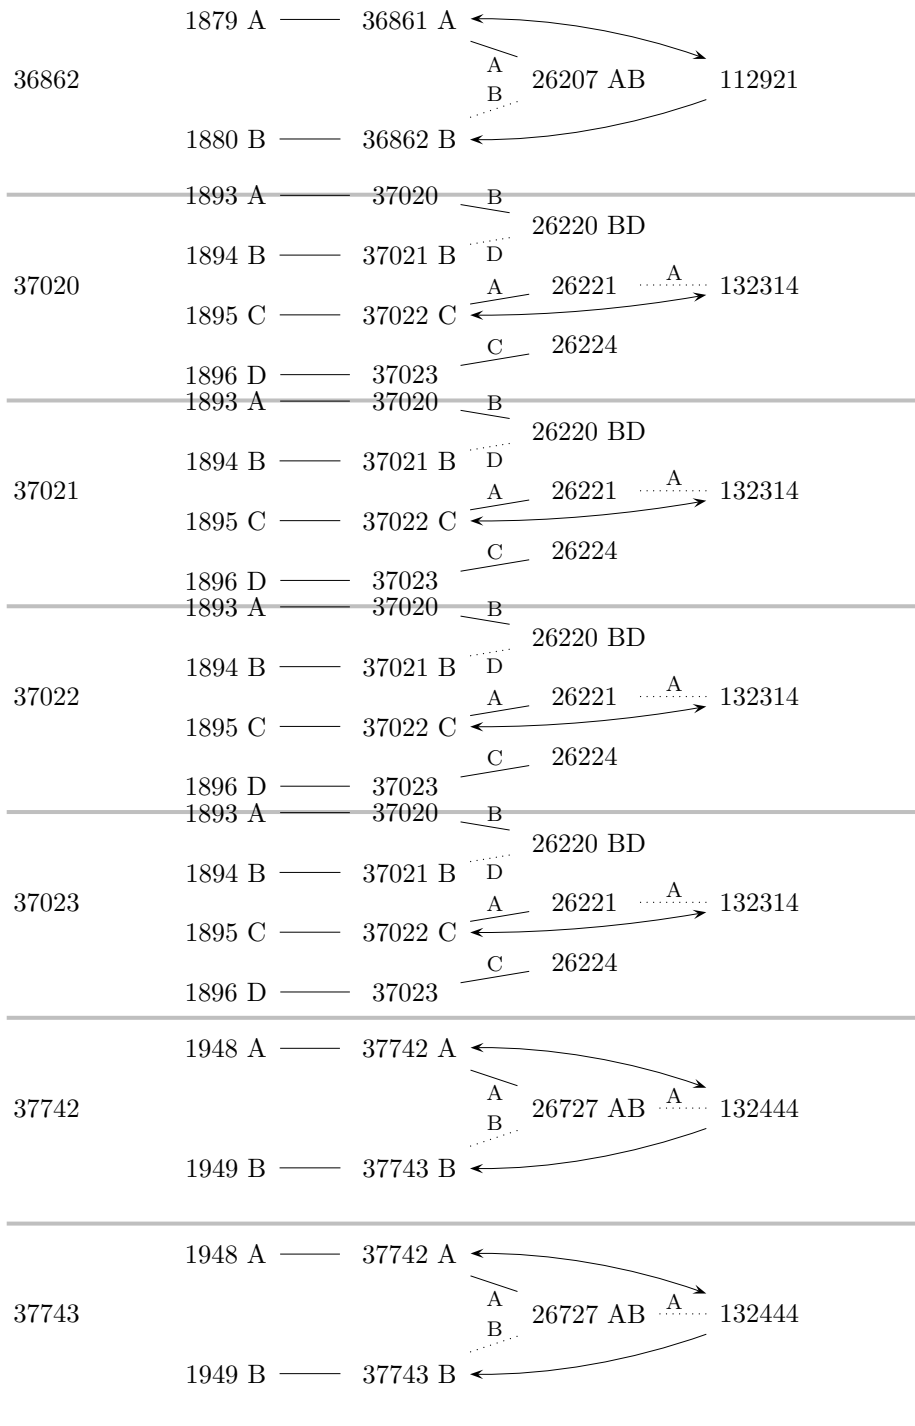 1879 A 36861 A
A
36862 26207 AB 112921
B
1880 B 36862 B
1893 A 37020 B
26220 BD
1894 B 37021 B D
37020 A 26221 A 132314
1895 C 37022 C
C 26224
1896 D 37023
1893 A 37020 B
26220 BD
1894 B 37021 B D
37021 A 26221 A 132314
1895 C 37022 C
C 26224
1896 D 37023
1893 A 37020 B
26220 BD
1894 B 37021 B D
37022 A 26221 A 132314
1895 C 37022 C
C 26224
1896 D 37023
1893 A 37020 B
26220 BD
1894 B 37021 B D
37023 A 26221 A 132314
1895 C 37022 C
C 26224
1896 D 37023
1948 A 37742 A
A
37742 26727 AB A 132444
B
1949 B 37743 B
1948 A 37742 A
A
37743 26727 AB A 132444
B
1949 B 37743 B